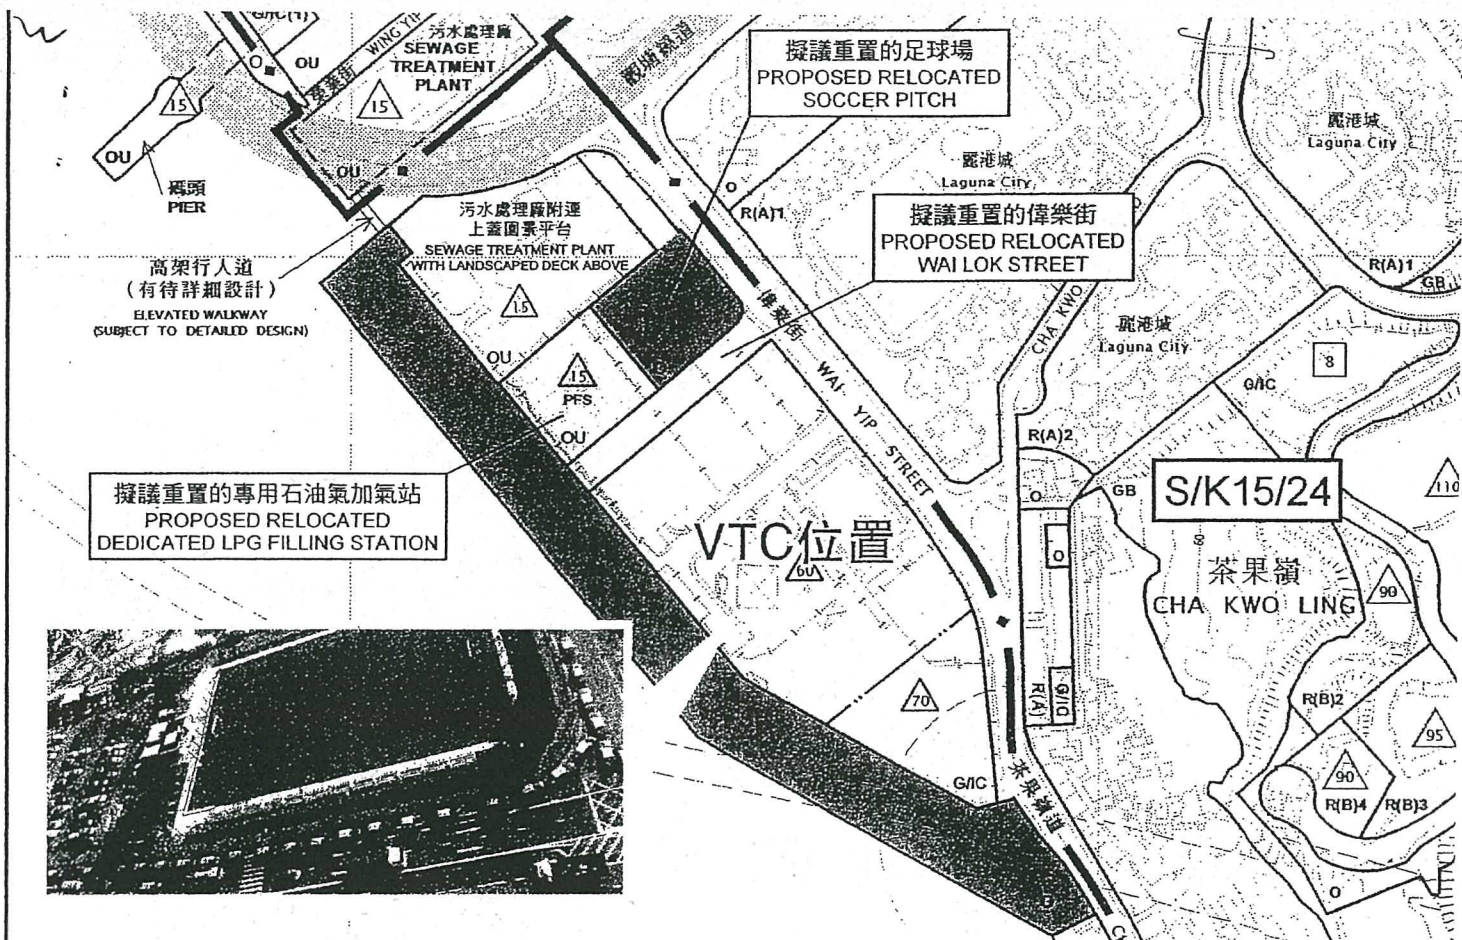 G/IC(1)
OU
O
榮業街 WING YIP
污水處理廠
SEWAGE
TREATMENT
PLANT
15
15
OU
碼頭
PIER
OU
觀塘繞道
擬議重置的足球場
PROPOSED RELOCATED
SOCCER PITCH
麗港城
Laguna City
麗港城
Laguna City
O
R(A)1
擬議重置的偉樂街
PROPOSED RELOCATED
WAI LOK STREET
污水處理廠附連
上蓋園景平台
SEWAGE TREATMENT PLANT
WITH LANDSCAPED DECK ABOVE
15
高架行人道
(有待詳細設計)
ELEVATED WALKWAY
(SUBJECT TO DETAILED DESIGN)
R(A)1
GB
CHA KWO
麗港城
Laguna City
偉業街 WAI YIP STREET
OU
15
PFS
OU
8
G/IC
R(A)2
擬議重置的專用石油氣加氣站
PROPOSED RELOCATED
DEDICATED LPG FILLING STATION
O
GB
S/K15/24
110
VTC位置
60
O
茶果嶺
CHA KWO LING
90
70
R(A)
G/IC
R(B)2
95
90
R(B)4
R(B)3
G/IC
茶果嶺道
O
O